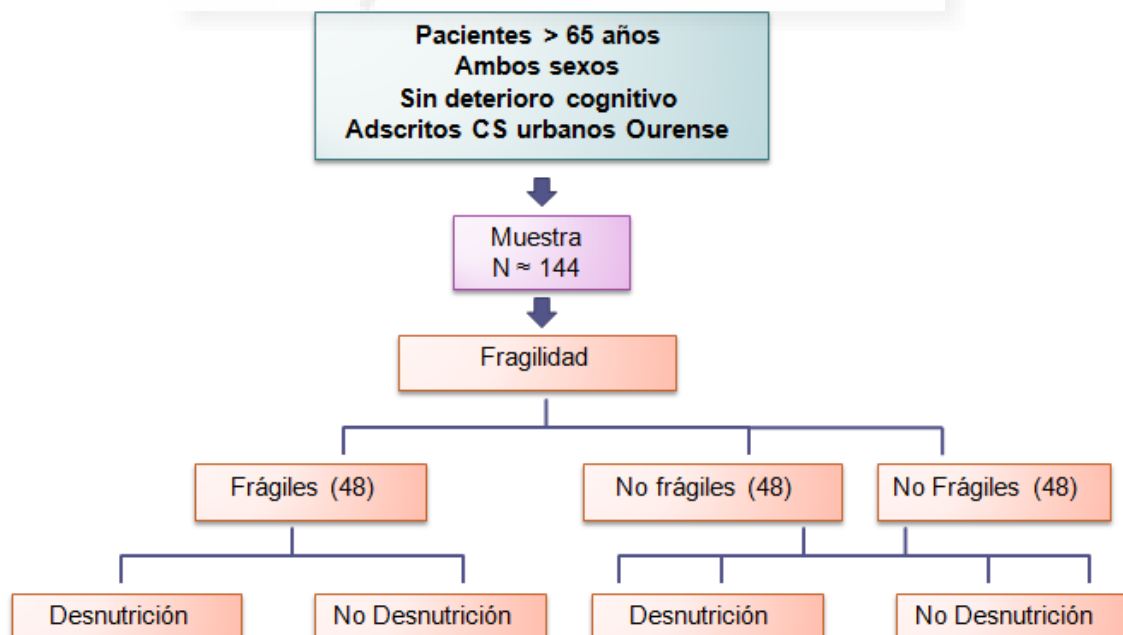 Pacientes > 65 años
Ambos sexos
Sin deterioro cognitivo
Adscritos CS urbanos Ourense
Muestra
N ≈ 144
Fragilidad
Frágiles (48)
No frágiles (48)
No Frágiles (48)
Desnutrición
No Desnutrición
Desnutrición
No Desnutrición